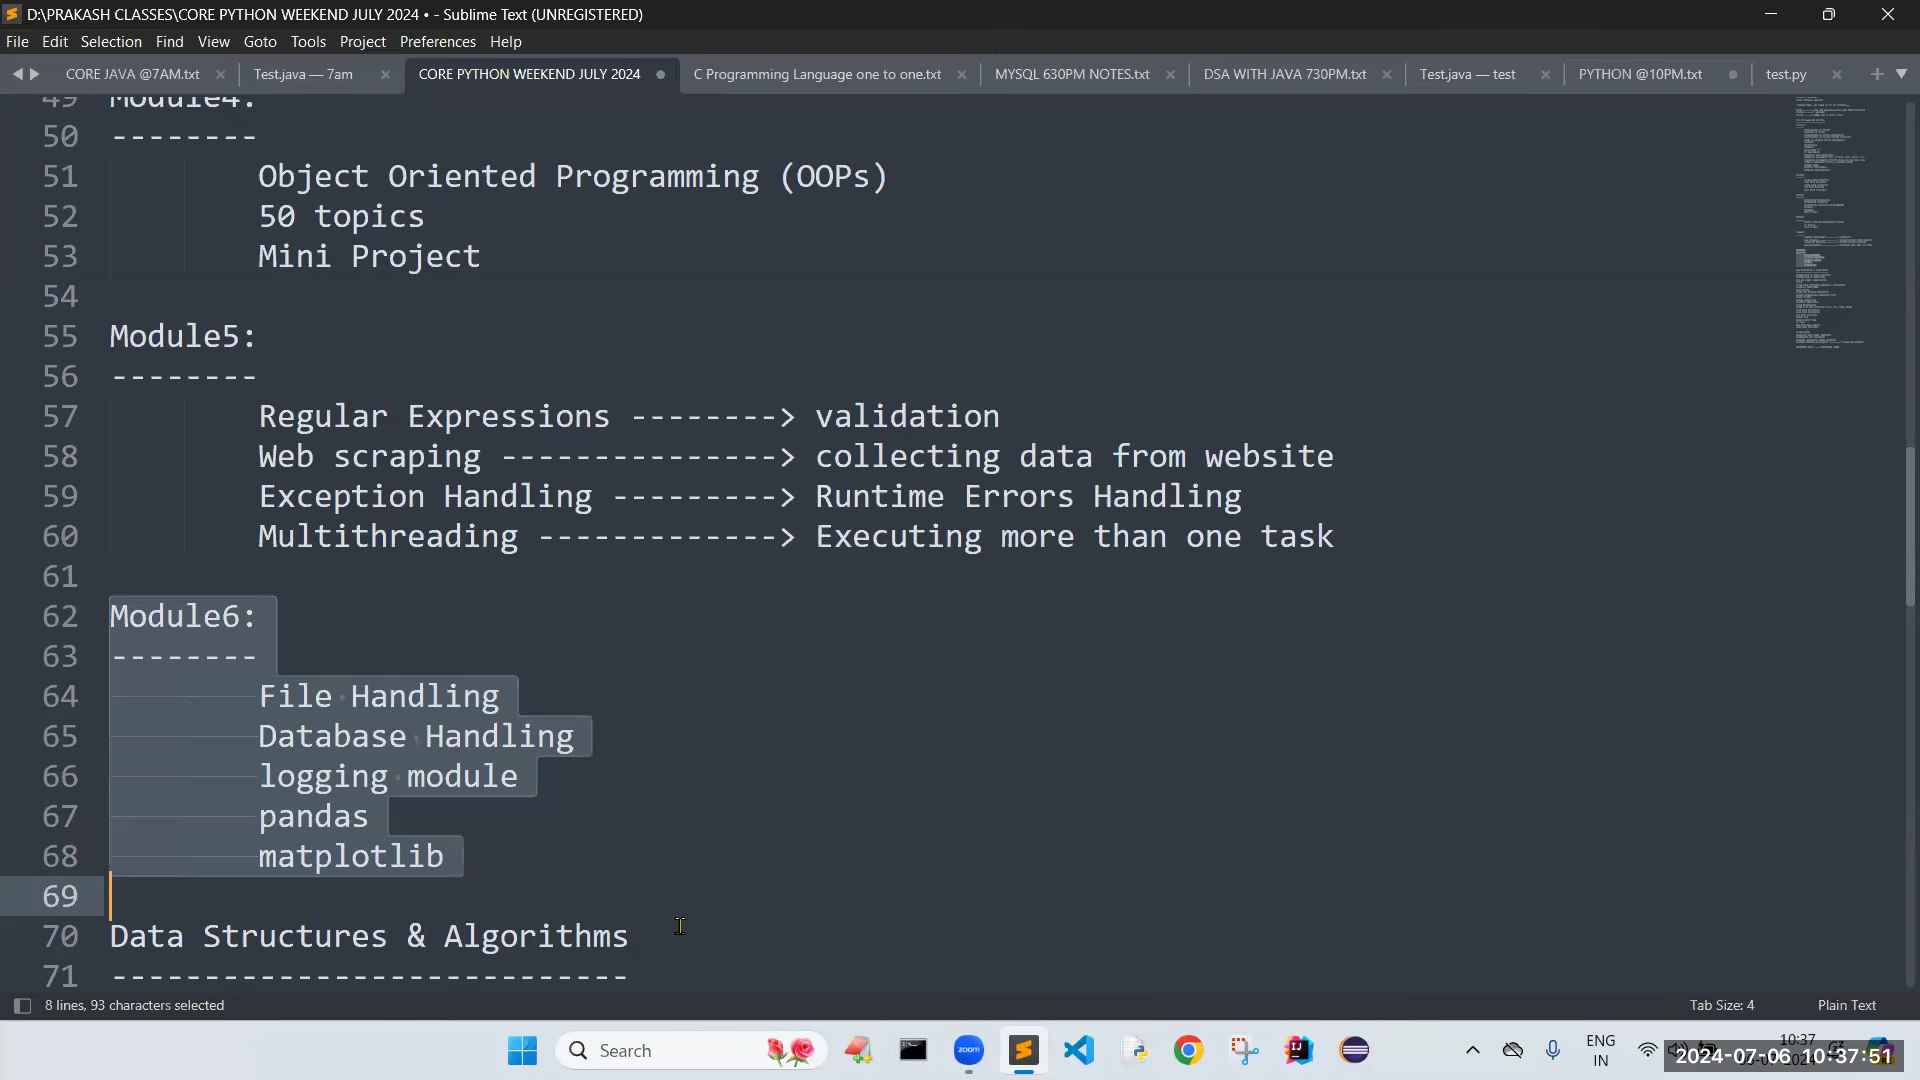 D:\PRAKASH CLASSES\CORE PYTHON WEEKEND JULY 2024 • - Sublime Text (UNREGISTERED)
File Edit Selection Find View Goto Tools Project Preferences Help
CORE JAVA @7AM.txt Test.java — 7am CORE PYTHON WEEKEND JULY 2024 C Programming Language one to one.txt MYSQL 630PM NOTES.txt DSA WITH JAVA 730PM.txt Test.java — test PYTHON @10PM.txt test.py
49 Module4:
50 --------
51 Object Oriented Programming (OOPs)
52 50 topics
53 Mini Project
54
55 Module5:
56 --------
57 Regular Expressions --------> validation
58 Web scraping ---------------> collecting data from website
59 Exception Handling ---------> Runtime Errors Handling
60 Multithreading -------------> Executing more than one task
61
62 Module6:
63 --------
64 File Handling
65 Database Handling
66 logging module
67 pandas
68 matplotlib
69
70 Data Structures & Algorithms
71 ----------------------------
8 lines, 93 characters selected Tab Size: 4 Plain Text
Search zoom ENG IN 10:37
2024-07-06 10:37:51